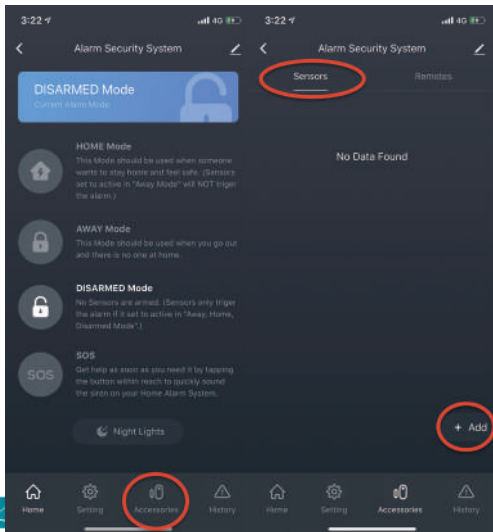 3:22
4G
Alarm Security System
DISARMED Mode
Current Alarm Mode
HOME Mode
This Mode should be used when someone
wants to stay home and feel safe. (Sensors
set to active in "Away Mode" will NOT triger
the alarm.)
AWAY Mode
This Mode should be used when you go out
and there is no one at home.
DISARMED Mode
No Sensors are armed. (Sensors only triger
the alarm if it set to active in "Away, Home,
Disarmed Mode".)
SOS
SOS
Get help as soon as you need it by tapping
the button within reach to quickly sound
the siren on your Home Alarm System.
Night Lights
Home Setting Accessories History
3:22
4G
Alarm Security System
Sensors Remotes
No Data Found
+ Add
Home Setting Accessories History